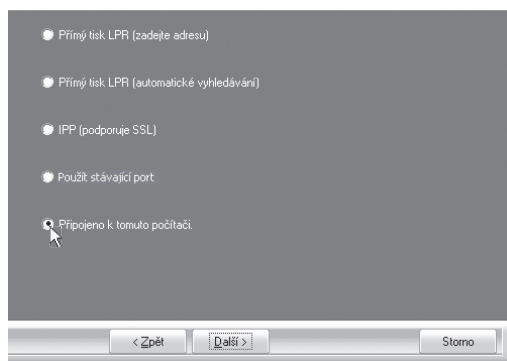 Přímý tisk LPR (zadejte adresu)
Přímý tisk LPR (automatické vyhledávání)
IPP (podporuje SSL)
Použít stávající port
Připojeno k tomuto počítači.
< Zpět
Další >
Storno